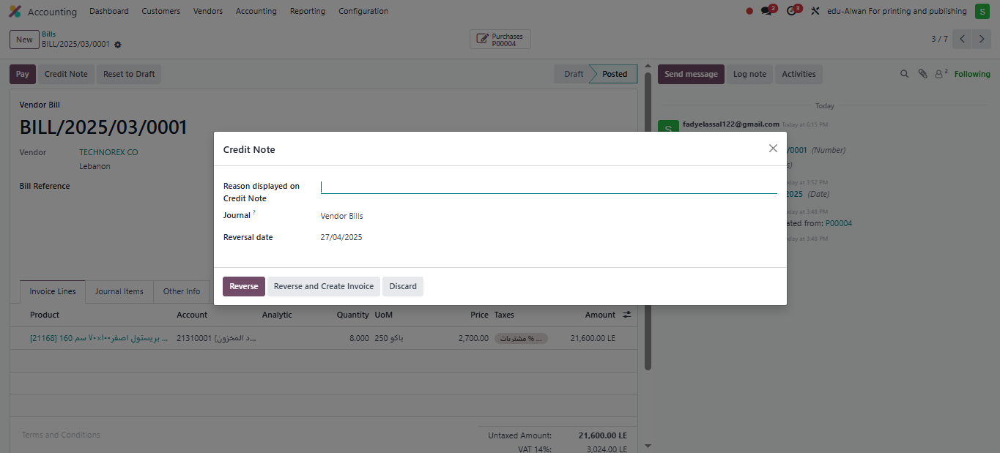 Accounting Dashboard Customers Vendors Accounting Reporting Configuration 2 3 edu-Alwan For printing and publishing S
New Bills Purchases
BILL/2025/03/0001 P00004 3 / 7
Pay Credit Note Reset to Draft Draft Posted Send message Log note Activities 2 Following
Vendor Bill Today
BILL/2025/03/0001
S fadyelassal122@gmail.com Today at 6:15 PM
Vendor TECHNOREX CO
Lebanon
Bill Reference
/0001 (Number)
s)
day at 3:52 PM
2025 (Date)
day at 3:48 PM
ated from: P00004
day at 3:48 PM
Credit Note
Reason displayed on
Credit Note
Journal ? Vendor Bills
Reversal date 27/04/2025
Reverse Reverse and Create Invoice Discard
Invoice Lines Journal Items Other Info
Product Account Analytic Quantity UoM Price Taxes Amount
[21168] بريستول اصفر ٧٠×١٠٠ سم 160 ... 21310001 (د المخزون... 8.000 باكو 250 2,700.00 % مشتريات ... 21,600.00 LE
Terms and Conditions
Untaxed Amount: 21,600.00 LE
VAT 14%: 3,024.00 LE